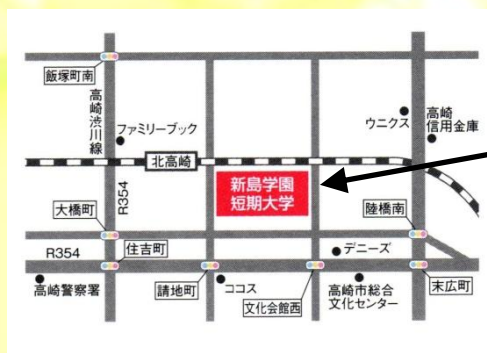 飯塚町南
高崎渋川線
ファミリーブック
ウニクス
高崎
信用金庫
北高崎
新島学園
短期大学
R354
大橋町
陸橋南
住吉町
デニーズ
R354
高崎警察署
請地町
ココス
文化会館西
高崎市総合
文化センター
末広町